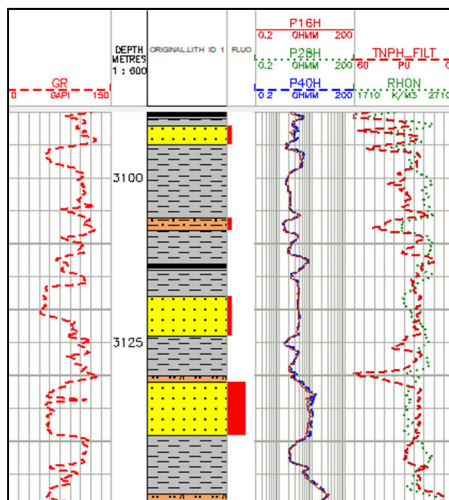 P16H
0.2 OHMM 200
DEPTH
METRES
1 : 600
ORIGINAL.LITH ID 1
FLUO
P28H
0.2 OHMM 200
TNPH_FILT
60 PU
GR
0 GAPI 150
P40H
0.2 OHMM 200
RHON
1710 K/M3 2710
3100
3125